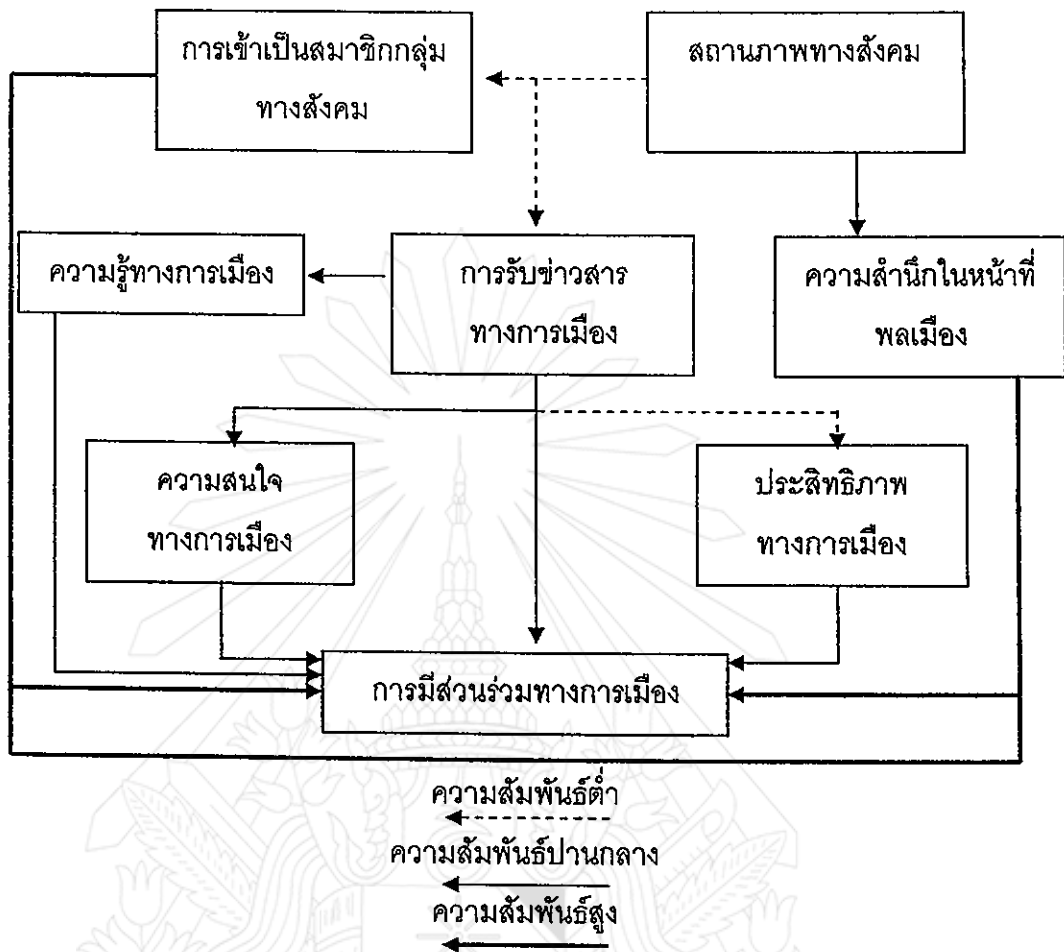 การเข้าเป็นสมาชิกกลุ่ม
ทางสังคม
สถานภาพทางสังคม
ความรู้ทางการเมือง
การรับข่าวสาร
ทางการเมือง
ความสำนึกในหน้าที่
พลเมือง
ความสนใจ
ทางการเมือง
ประสิทธิภาพ
ทางการเมือง
การมีส่วนร่วมทางการเมือง
ความสัมพันธ์ต่ำ
ความสัมพันธ์ปานกลาง
ความสัมพันธ์สูง